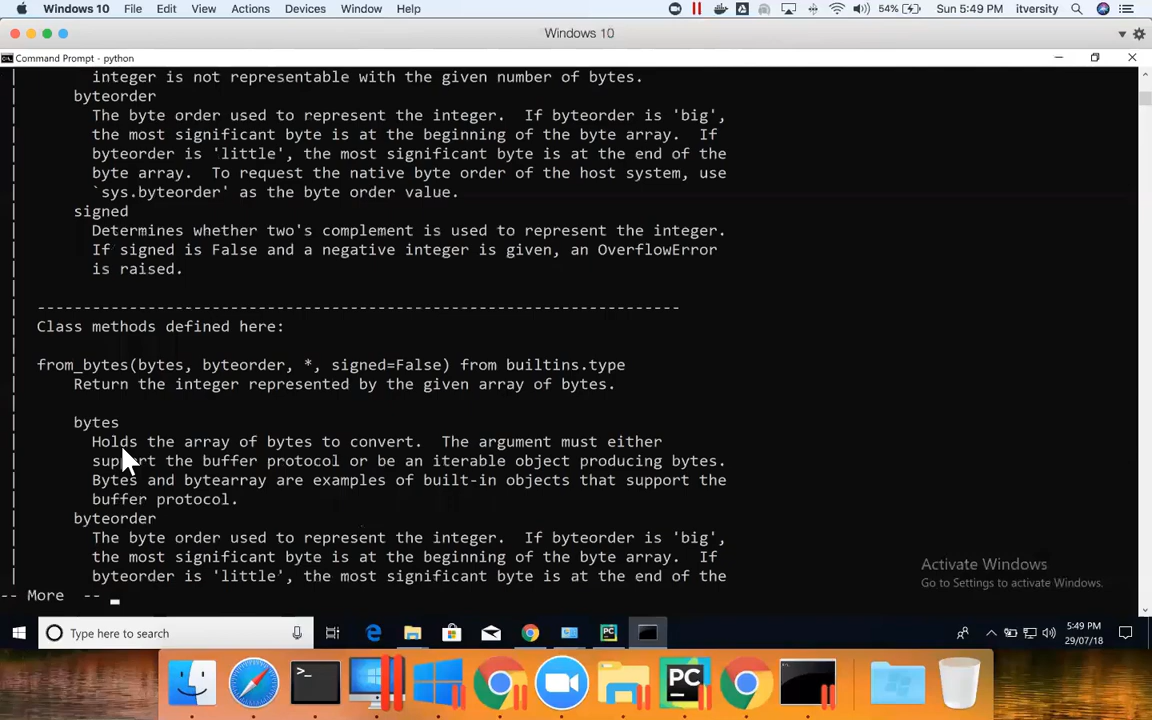 Windows 10 File Edit View Actions Devices Window Help 54% Sun 5:49 PM itversity
Windows 10
Command Prompt - python
integer is not representable with the given number of bytes.
byteorder
The byte order used to represent the integer.  If byteorder is 'big',
the most significant byte is at the beginning of the byte array.  If
byteorder is 'little', the most significant byte is at the end of the
byte array.  To request the native byte order of the host system, use
`sys.byteorder' as the byte order value.
signed
Determines whether two's complement is used to represent the integer.
If signed is False and a negative integer is given, an OverflowError
is raised.
----------------------------------------------------------------------
Class methods defined here:
from_bytes(bytes, byteorder, *, signed=False) from builtins.type
Return the integer represented by the given array of bytes.
bytes
Holds the array of bytes to convert.  The argument must either
support the buffer protocol or be an iterable object producing bytes.
Bytes and bytearray are examples of built-in objects that support the
buffer protocol.
byteorder
The byte order used to represent the integer.  If byteorder is 'big',
the most significant byte is at the beginning of the byte array.  If
byteorder is 'little', the most significant byte is at the end of the
-- More  --
Activate Windows
Go to Settings to activate Windows.
Type here to search
5:49 PM
29/07/18
PC
PC